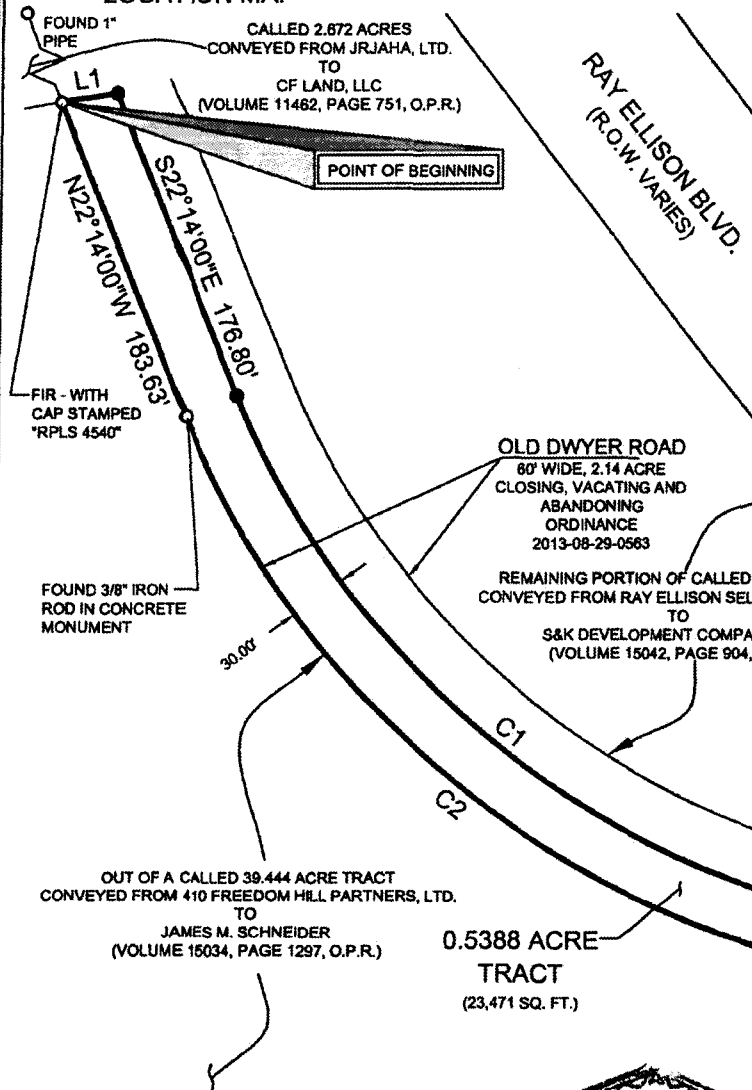 FOUND 1"
PIPE
CALLED 2.672 ACRES
CONVEYED FROM JRJAHA, LTD.
TO
CF LAND, LLC
(VOLUME 11462, PAGE 751, O.P.R.)
RAY ELLISON BLVD.
(R.O.W. VARIES)
L1
POINT OF BEGINNING
S22°14'00"E 176.80'
N22°14'00"W 183.63'
FIR - WITH
CAP STAMPED
"RPLS 4540"
OLD DWYER ROAD
60' WIDE, 2.14 ACRE
CLOSING, VACATING AND
ABANDONING
ORDINANCE
2013-08-29-0563
FOUND 3/8" IRON
ROD IN CONCRETE
MONUMENT
REMAINING PORTION OF CALLED
CONVEYED FROM RAY ELLISON SEL
TO
S&K DEVELOPMENT COMPA
(VOLUME 15042, PAGE 904,
30.00'
C1
C2
OUT OF A CALLED 39.444 ACRE TRACT
CONVEYED FROM 410 FREEDOM HILL PARTNERS, LTD.
TO
JAMES M. SCHNEIDER
(VOLUME 15034, PAGE 1297, O.P.R.)
0.5388 ACRE
TRACT
(23,471 SQ. FT.)